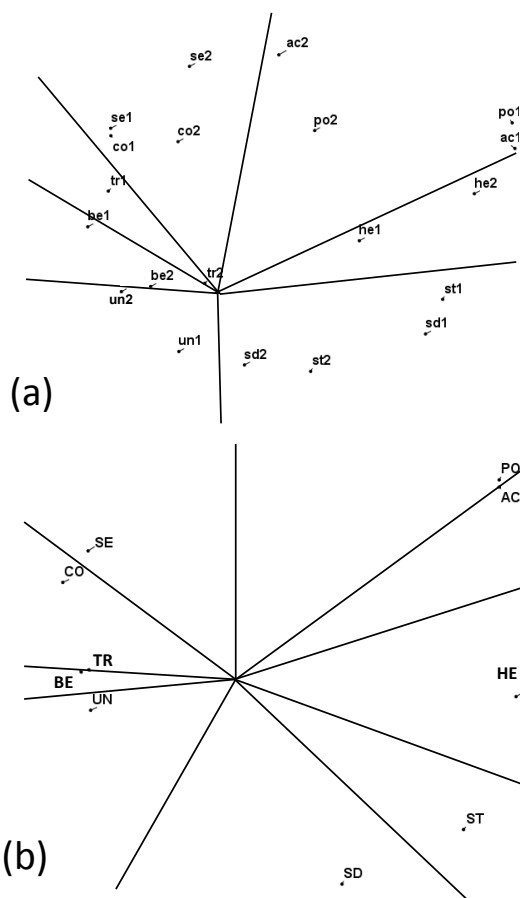 ac2
se2
po1
se1
po2
co2
ac1
co1
tr1
he2
be1
he1
tr2
be2
st1
un2
sd1
un1
st2
sd2
(a)
PO
AC
SE
CO
TR
HE
BE
UN
ST
(b)
SD